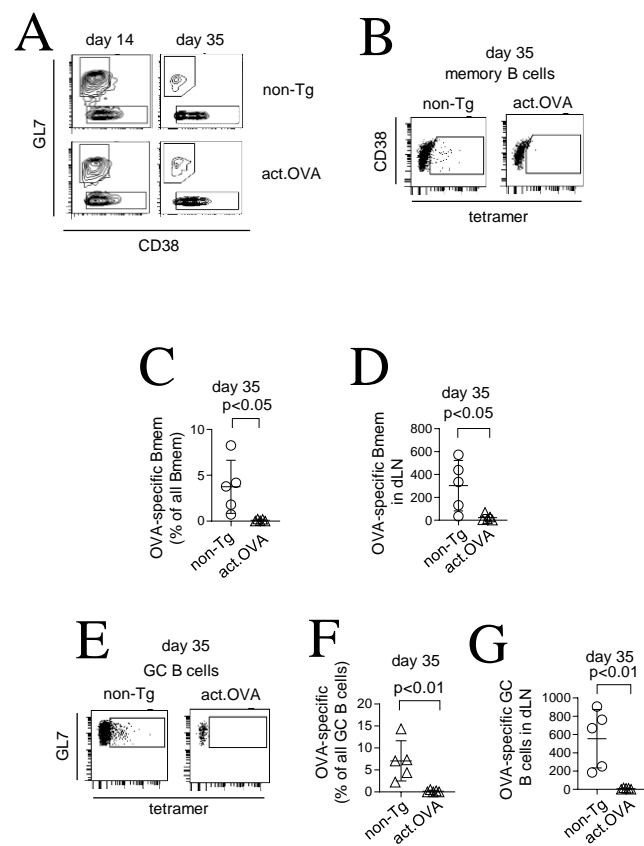 A
day 14
day 35
GL7
non-Tg
act.OVA
CD38
B
day 35
memory B cells
non-Tg
act.OVA
CD38
tetramer
C
day 35
p<0.05
OVA-specific Bmem
(% of all Bmem)
10
5
0
non-Tg
act.OVA
D
day 35
p<0.05
OVA-specific Bmem
in dLN
800
600
400
200
0
non-Tg
act.OVA
E
day 35
GC B cells
non-Tg
act.OVA
GL7
tetramer
F
day 35
p<0.01
OVA-specific
(% of all GC B cells)
20
15
10
5
0
non-Tg
act.OVA
G
day 35
p<0.01
OVA-specific GC
B cells in dLN
1000
800
600
400
200
0
non-Tg
act.OVA